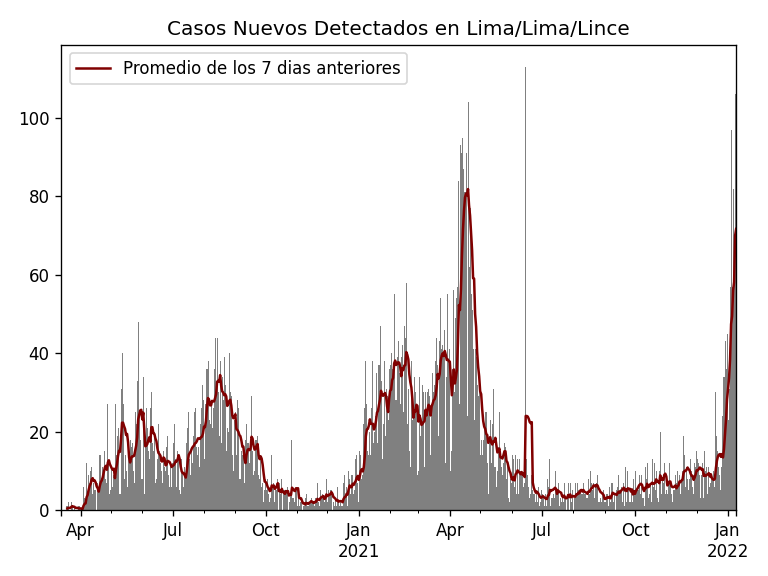 Casos Nuevos Detectados en Lima/Lima/Lince
Promedio de los 7 dias anteriores
100
80
60
40
20
0
Apr Jul Oct Jan Apr Jul Oct Jan
2021 2022